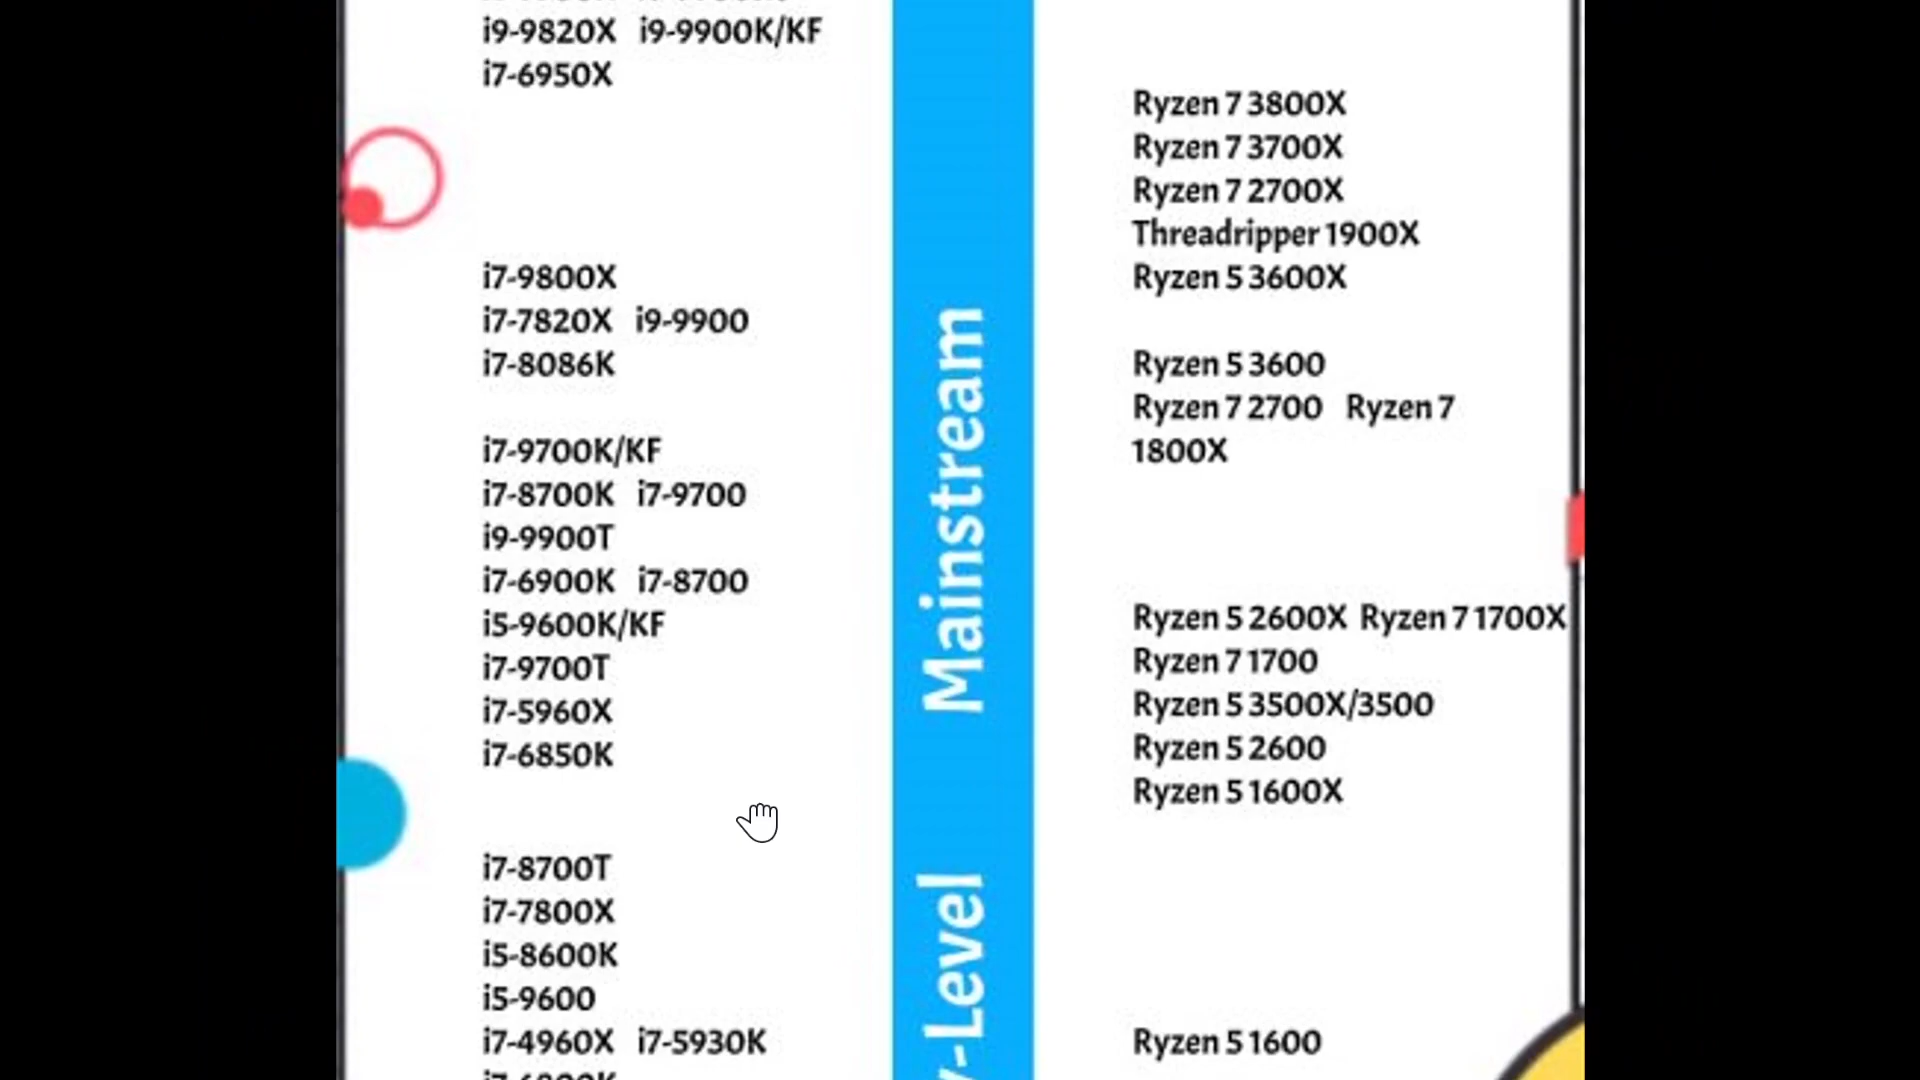 i9-9820X i9-9900K/KF
i7-6950X
i7-9800X
i7-7820X i9-9900
i7-8086K
i7-9700K/KF
i7-8700K i7-9700
i9-9900T
i7-6900K i7-8700
i5-9600K/KF
i7-9700T
i7-5960X
i7-6850K
i7-8700T
i7-7800X
i5-8600K
i5-9600
i7-4960X i7-5930K
Mainstream
y-Level
Ryzen 7 3800X
Ryzen 7 3700X
Ryzen 7 2700X
Threadripper 1900X
Ryzen 5 3600X
Ryzen 5 3600
Ryzen 7 2700 Ryzen 7
1800X
Ryzen 5 2600X Ryzen 7 1700X
Ryzen 7 1700
Ryzen 5 3500X/3500
Ryzen 5 2600
Ryzen 5 1600X
Ryzen 5 1600